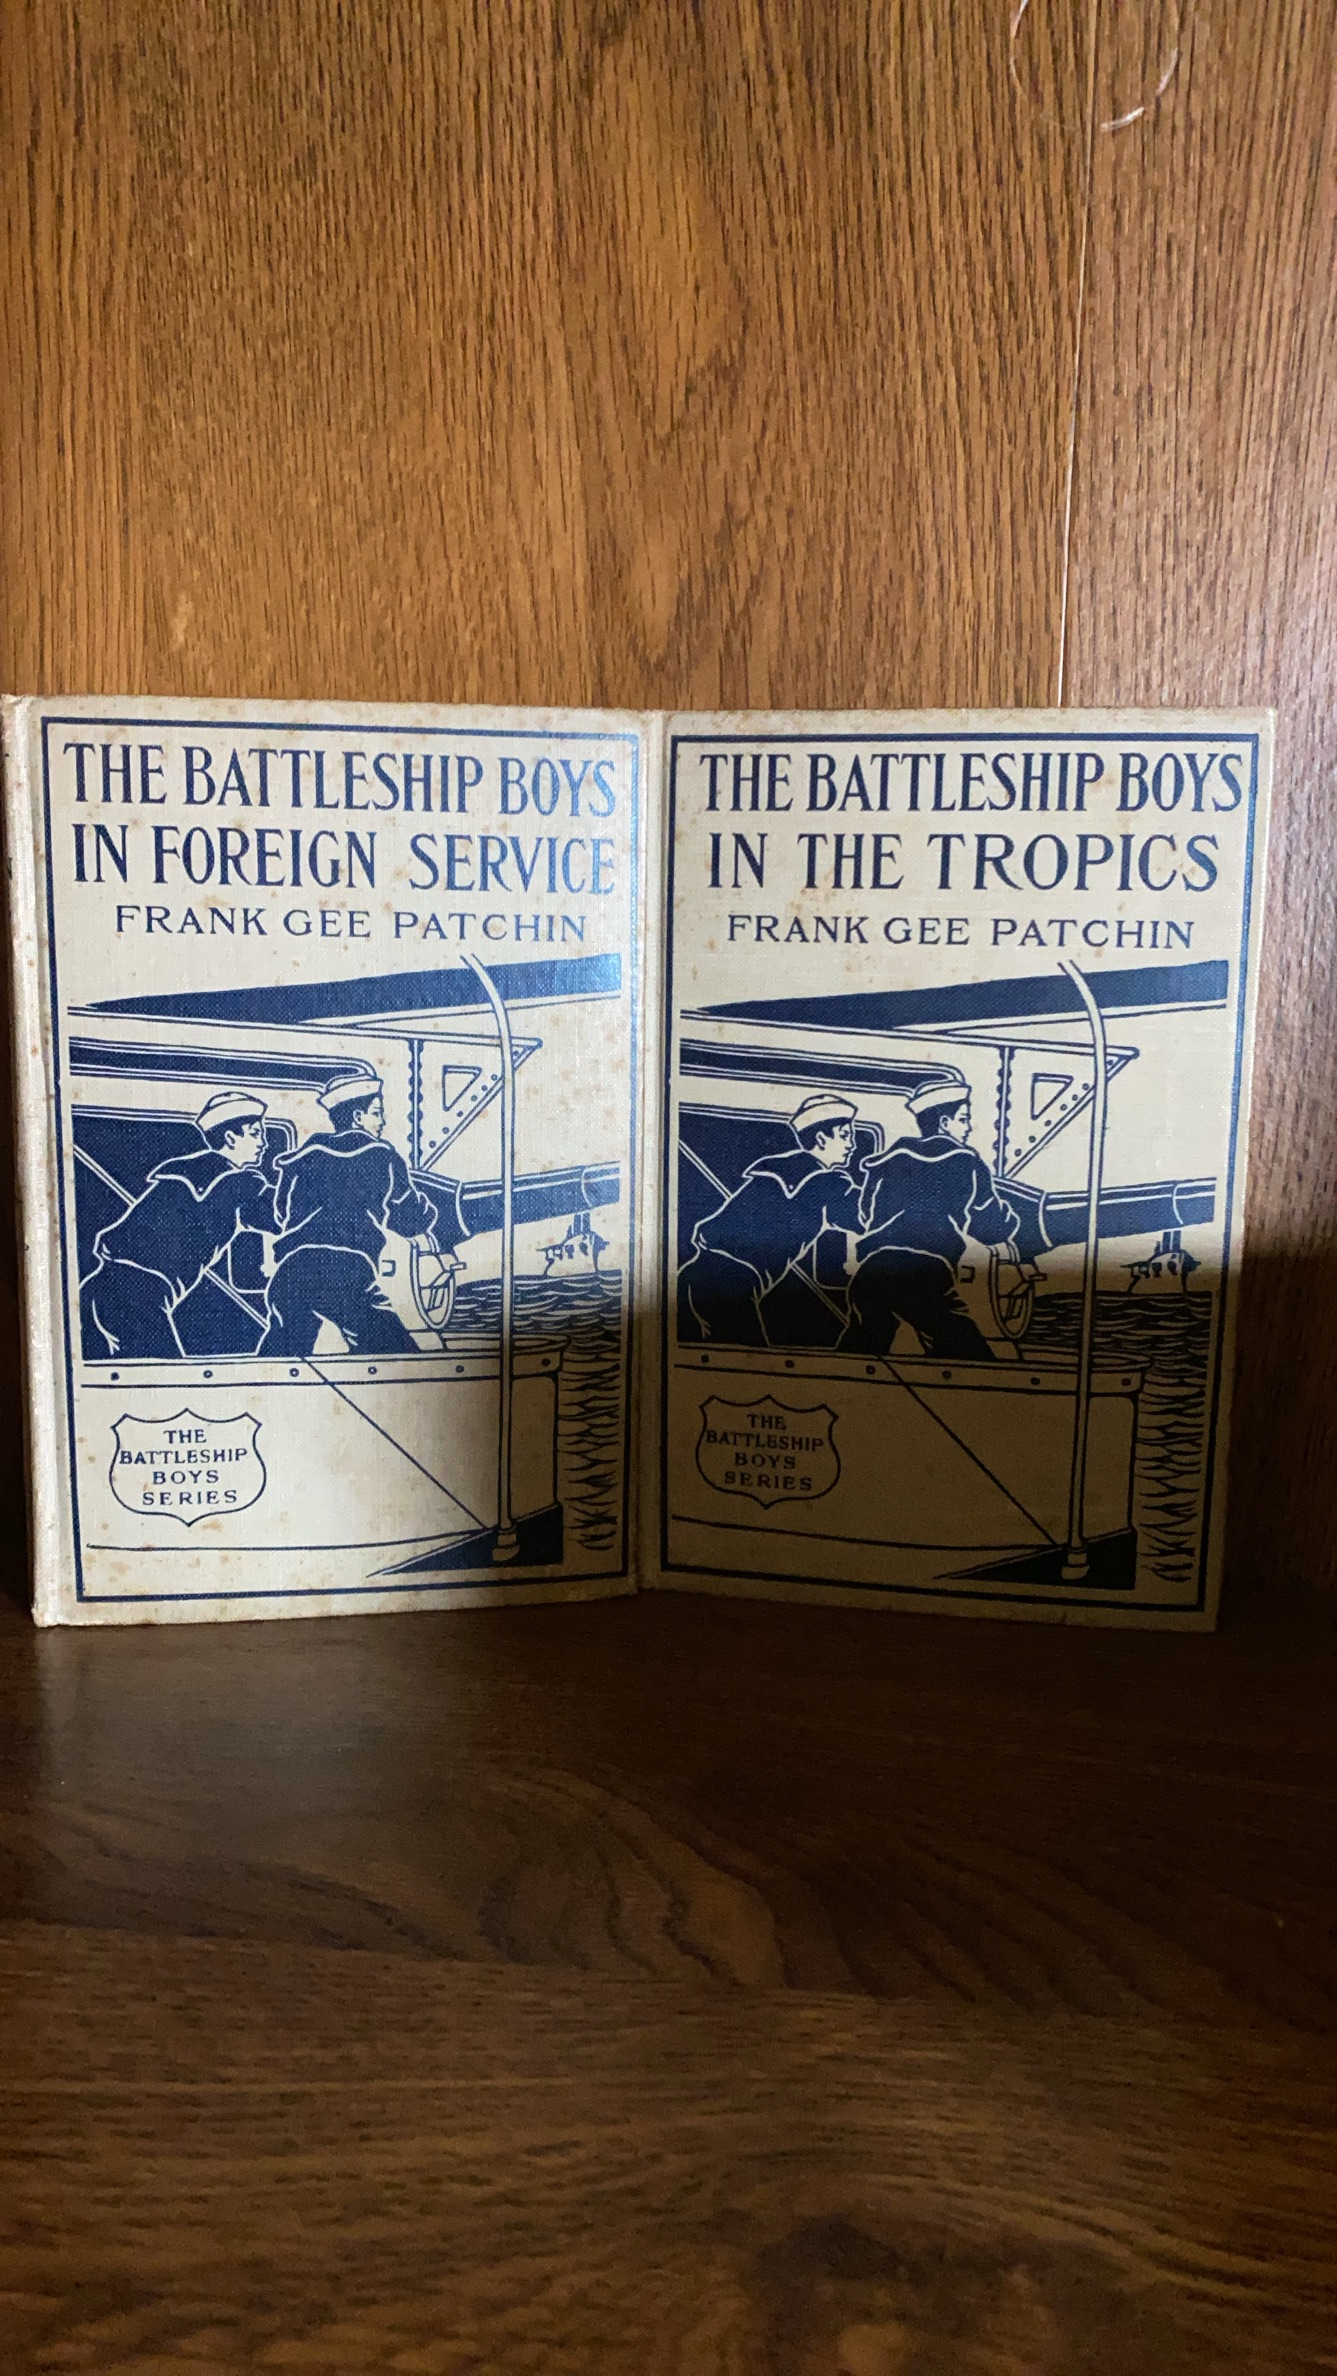 THE BATTLESHIP BOYS
IN FOREIGN SERVICE
FRANK GEE PATCHIN
THE
BATTLESHIP
BOYS
SERIES
THE BATTLESHIP BOYS
IN THE TROPICS
FRANK GEE PATCHIN
THE
BATTLESHIP
BOYS
SERIES